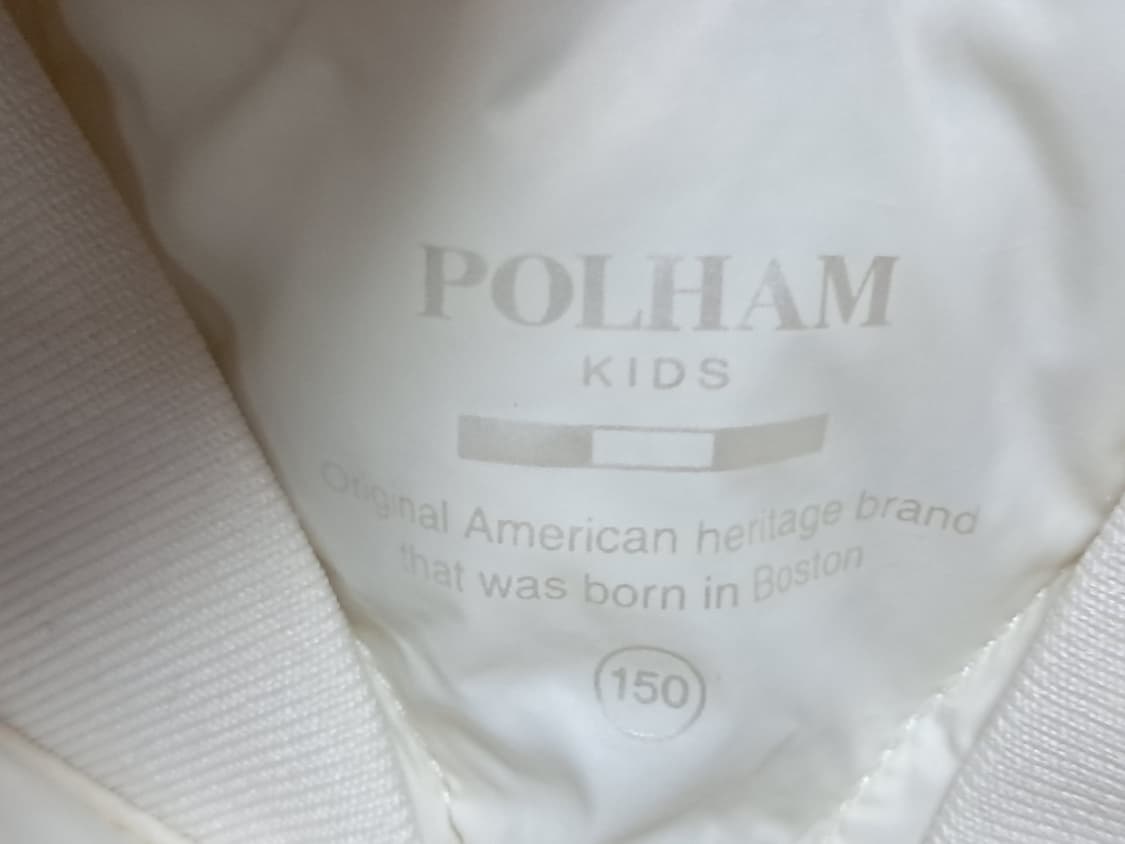 POLHAM
KIDS
Original American heritage brand
that was born in Boston
150